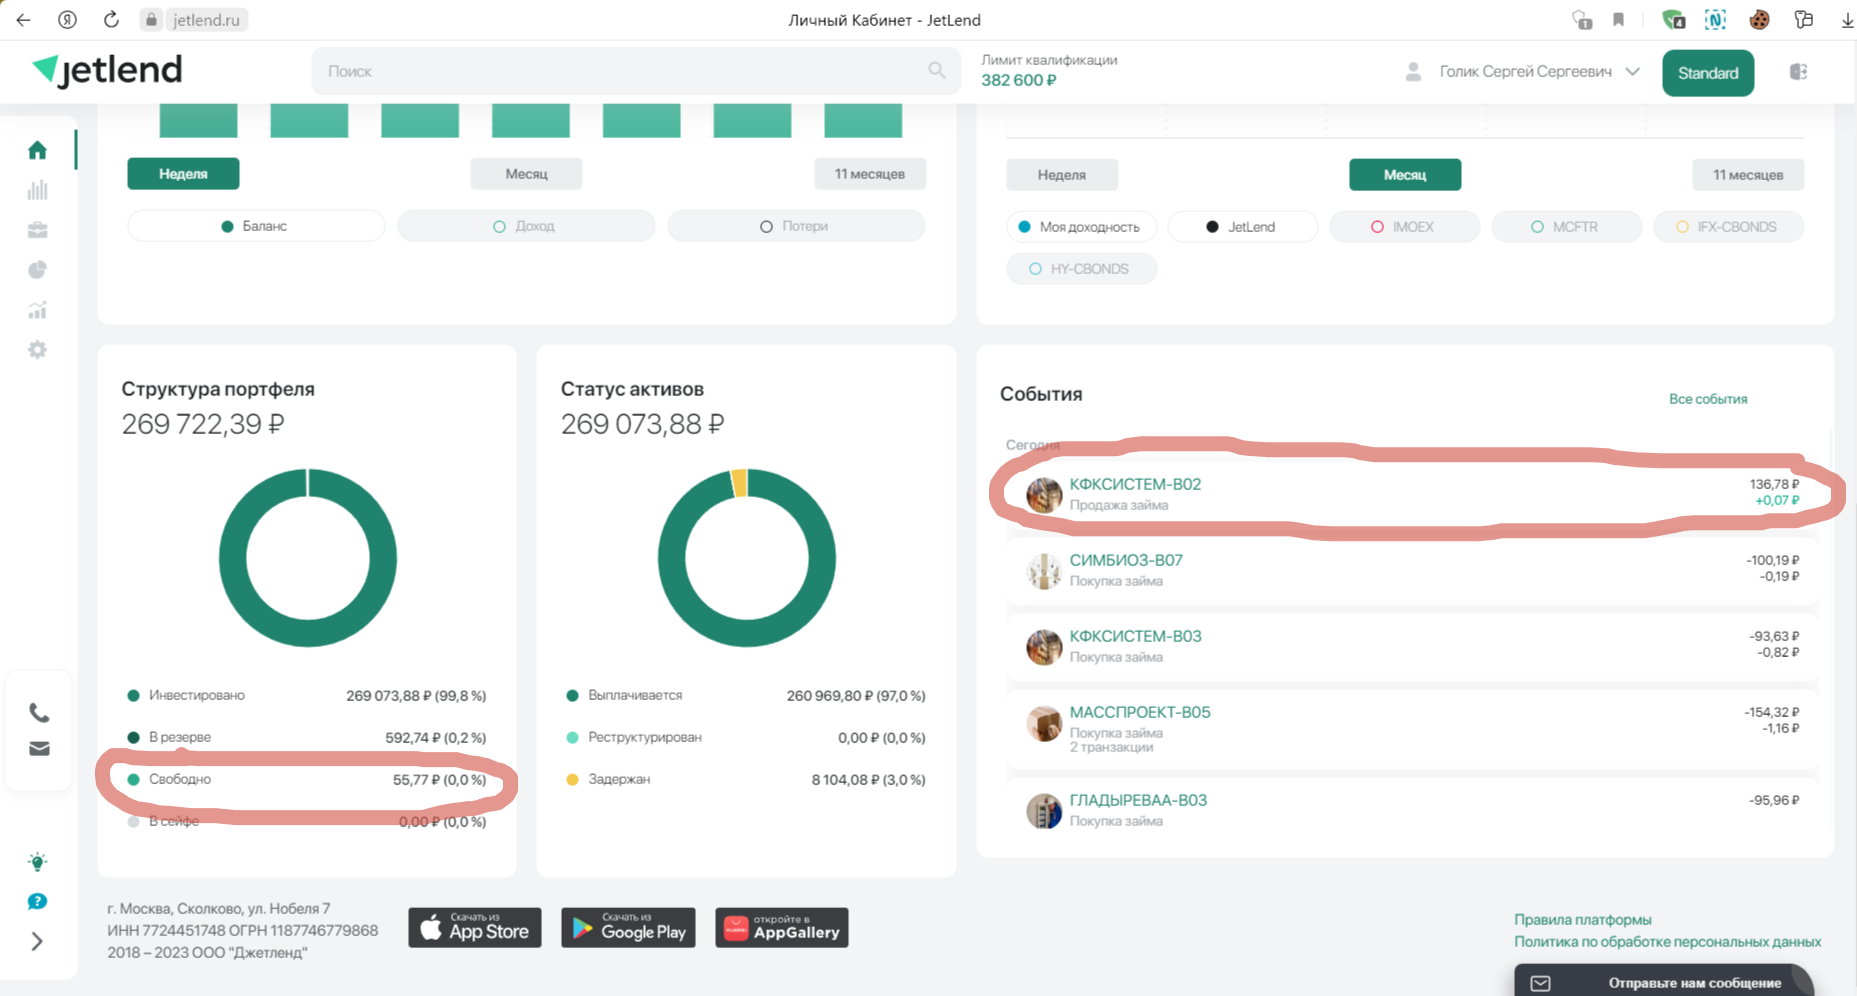 jetlend.ru
Личный Кабинет - JetLend
1
4
jetlend
Поиск
Лимит квалификации
382 600 ₽
Голик Сергей Сергеевич
Standard
Неделя
Месяц
11 месяцев
Баланс
Доход
Потери
Неделя
Месяц
11 месяцев
Моя доходность
JetLend
IMOEX
MCFTR
IFX-CBONDS
HY-CBONDS
Структура портфеля
269 722,39 ₽
Инвестировано 269 073,88 ₽ (99,8 %)
В резерве 592,74 ₽ (0,2 %)
Свободно 55,77 ₽ (0,0 %)
В сейфе 0,00 ₽ (0,0 %)
Статус активов
269 073,88 ₽
Выплачивается 260 969,80 ₽ (97,0 %)
Реструктурирован 0,00 ₽ (0,0 %)
Задержан 8 104,08 ₽ (3,0 %)
События
Все события
Сегодня
КФКСИСТЕМ-В02 136,78 ₽
Продажа займа +0,07 ₽
СИМБИОЗ-В07 -100,19 ₽
Покупка займа -0,19 ₽
КФКСИСТЕМ-В03 -93,63 ₽
Покупка займа -0,82 ₽
МАССПРОЕКТ-В05 -154,32 ₽
Покупка займа -1,16 ₽
2 транзакции
ГЛАДЫРЕВАА-В03 -95,96 ₽
Покупка займа
г. Москва, Сколково, ул. Нобеля 7
ИНН 7724451748 ОГРН 1187746779868
2018 – 2023 ООО "Джетленд"
Скачать из
App Store
Скачать из
Google Play
откройте в
AppGallery
Правила платформы
Политика по обработке персональных данных
Отправьте нам сообщение